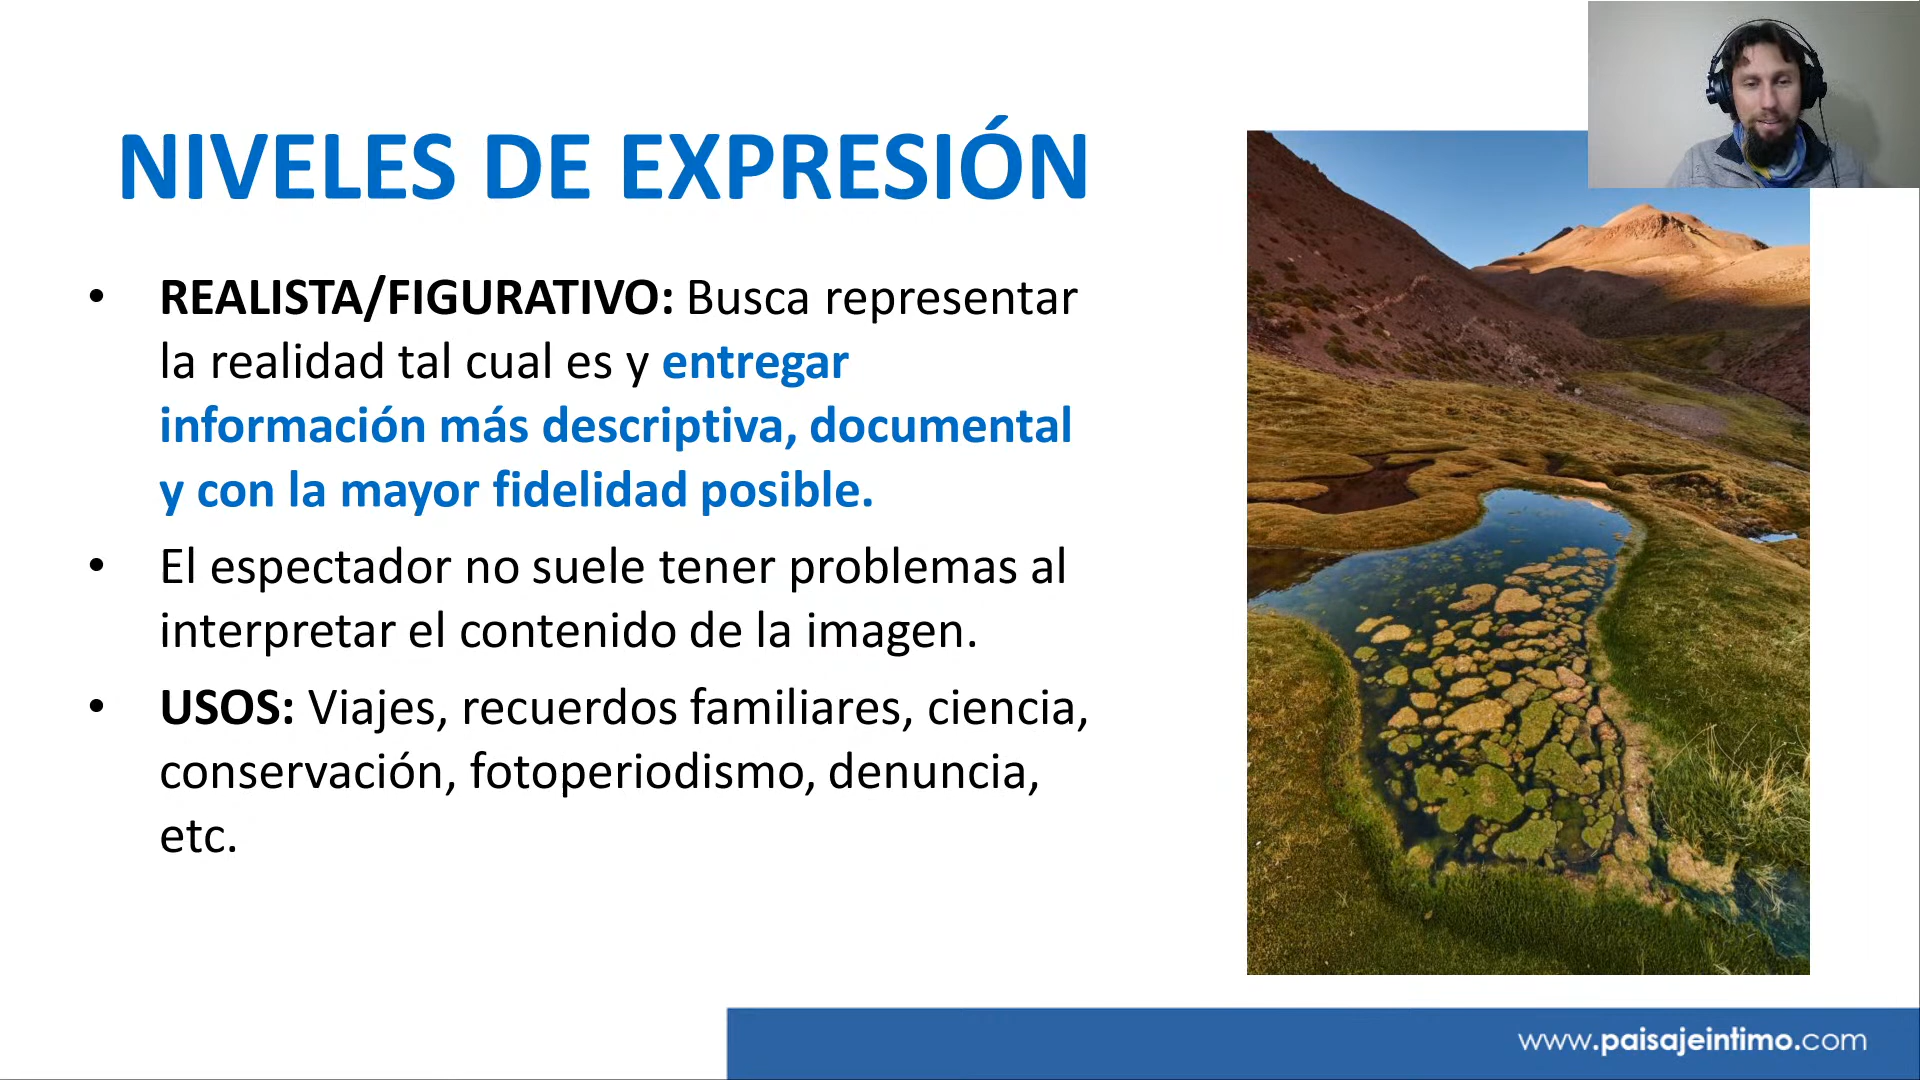 NIVELES DE EXPRESIÓN
• REALISTA/FIGURATIVO: Busca representar
la realidad tal cual es y entregar
información más descriptiva, documental
y con la mayor fidelidad posible.
• El espectador no suele tener problemas al
interpretar el contenido de la imagen.
• USOS: Viajes, recuerdos familiares, ciencia,
conservación, fotoperiodismo, denuncia,
etc.
www.paisajeintimo.com